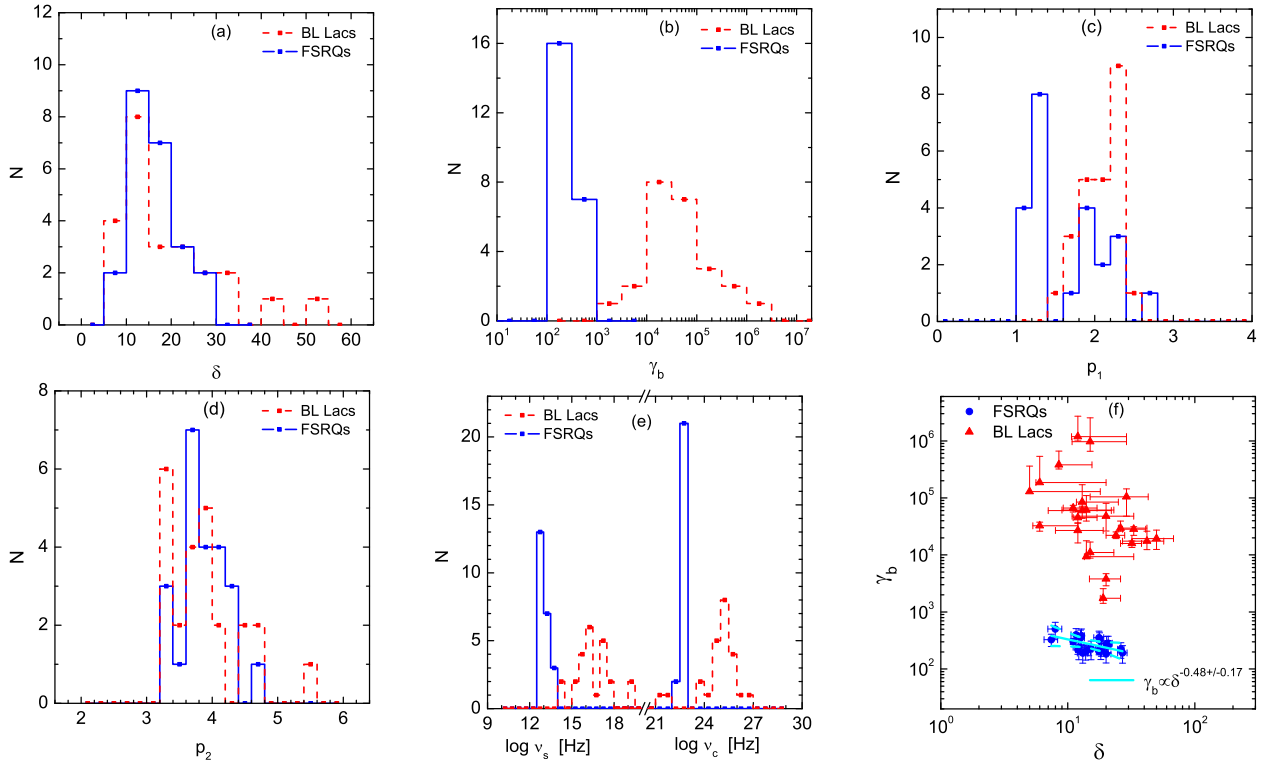 (a)
BL Lacs
FSRQs
12
10
8
6
4
2
0
N
0 10 20 30 40 50 60
δ
(b)
BL Lacs
FSRQs
16
12
8
4
0
N
10^1 10^2 10^3 10^4 10^5 10^6 10^7
γ_b
(c)
BL Lacs
FSRQs
10
8
6
4
2
0
N
0 1 2 3 4
p_1
(d)
BL Lacs
FSRQs
8
6
4
2
0
N
2 3 4 5 6
p_2
(e)
BL Lacs
FSRQs
20
15
10
5
0
N
9 12 15 18 21 24 27 30
log ν_s [Hz] log ν_c [Hz]
(f)
FSRQs
BL Lacs
10^6
10^5
10^4
10^3
10^2
γ_b
γ_b∝δ^-0.48+/-0.17
10^0 10^1 10^2
δ